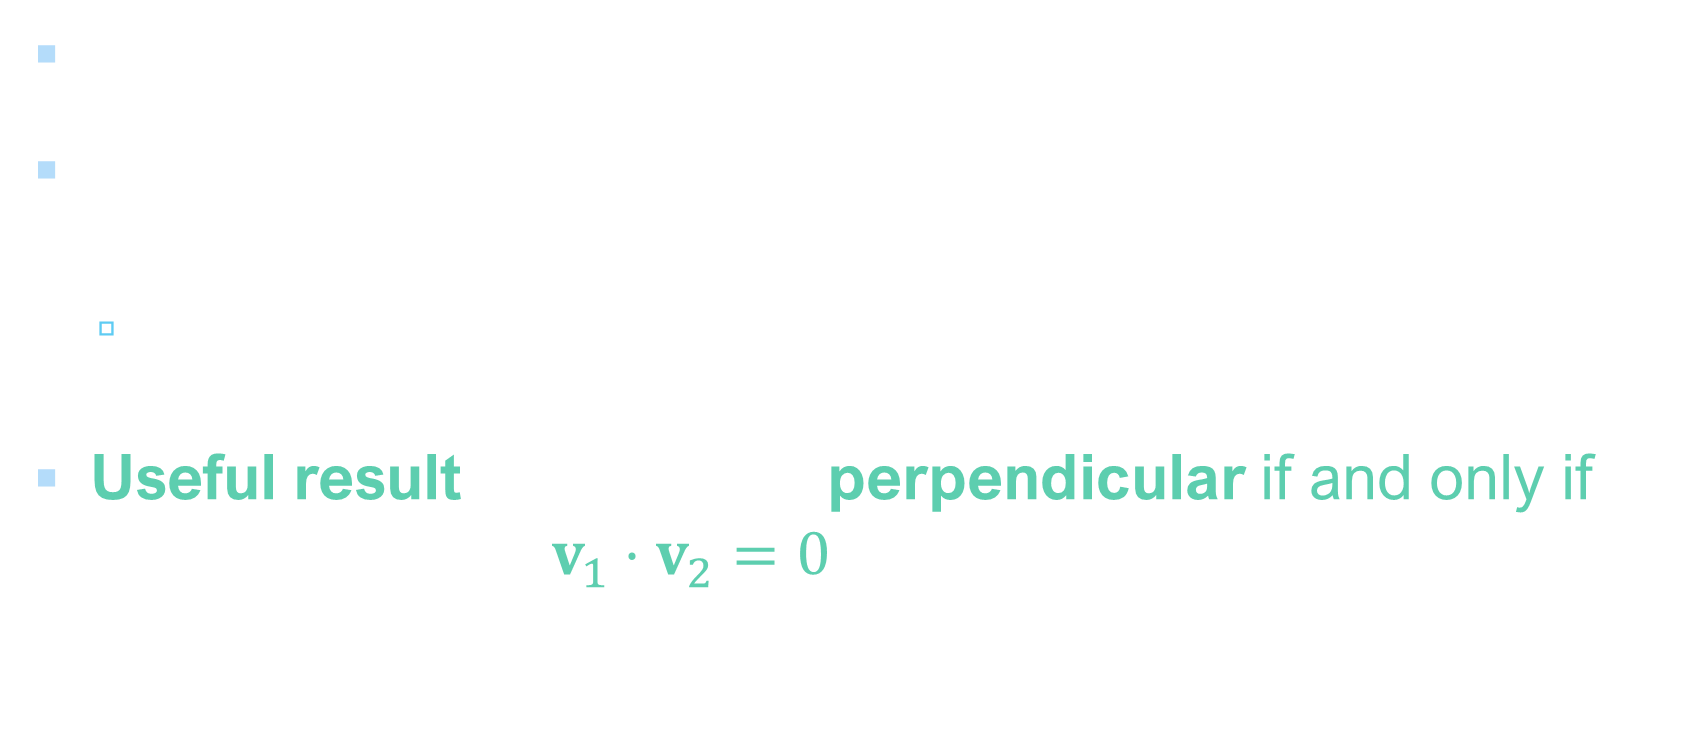 Useful result perpendicular if and only if
𝐯₁ · 𝐯₂ = 0